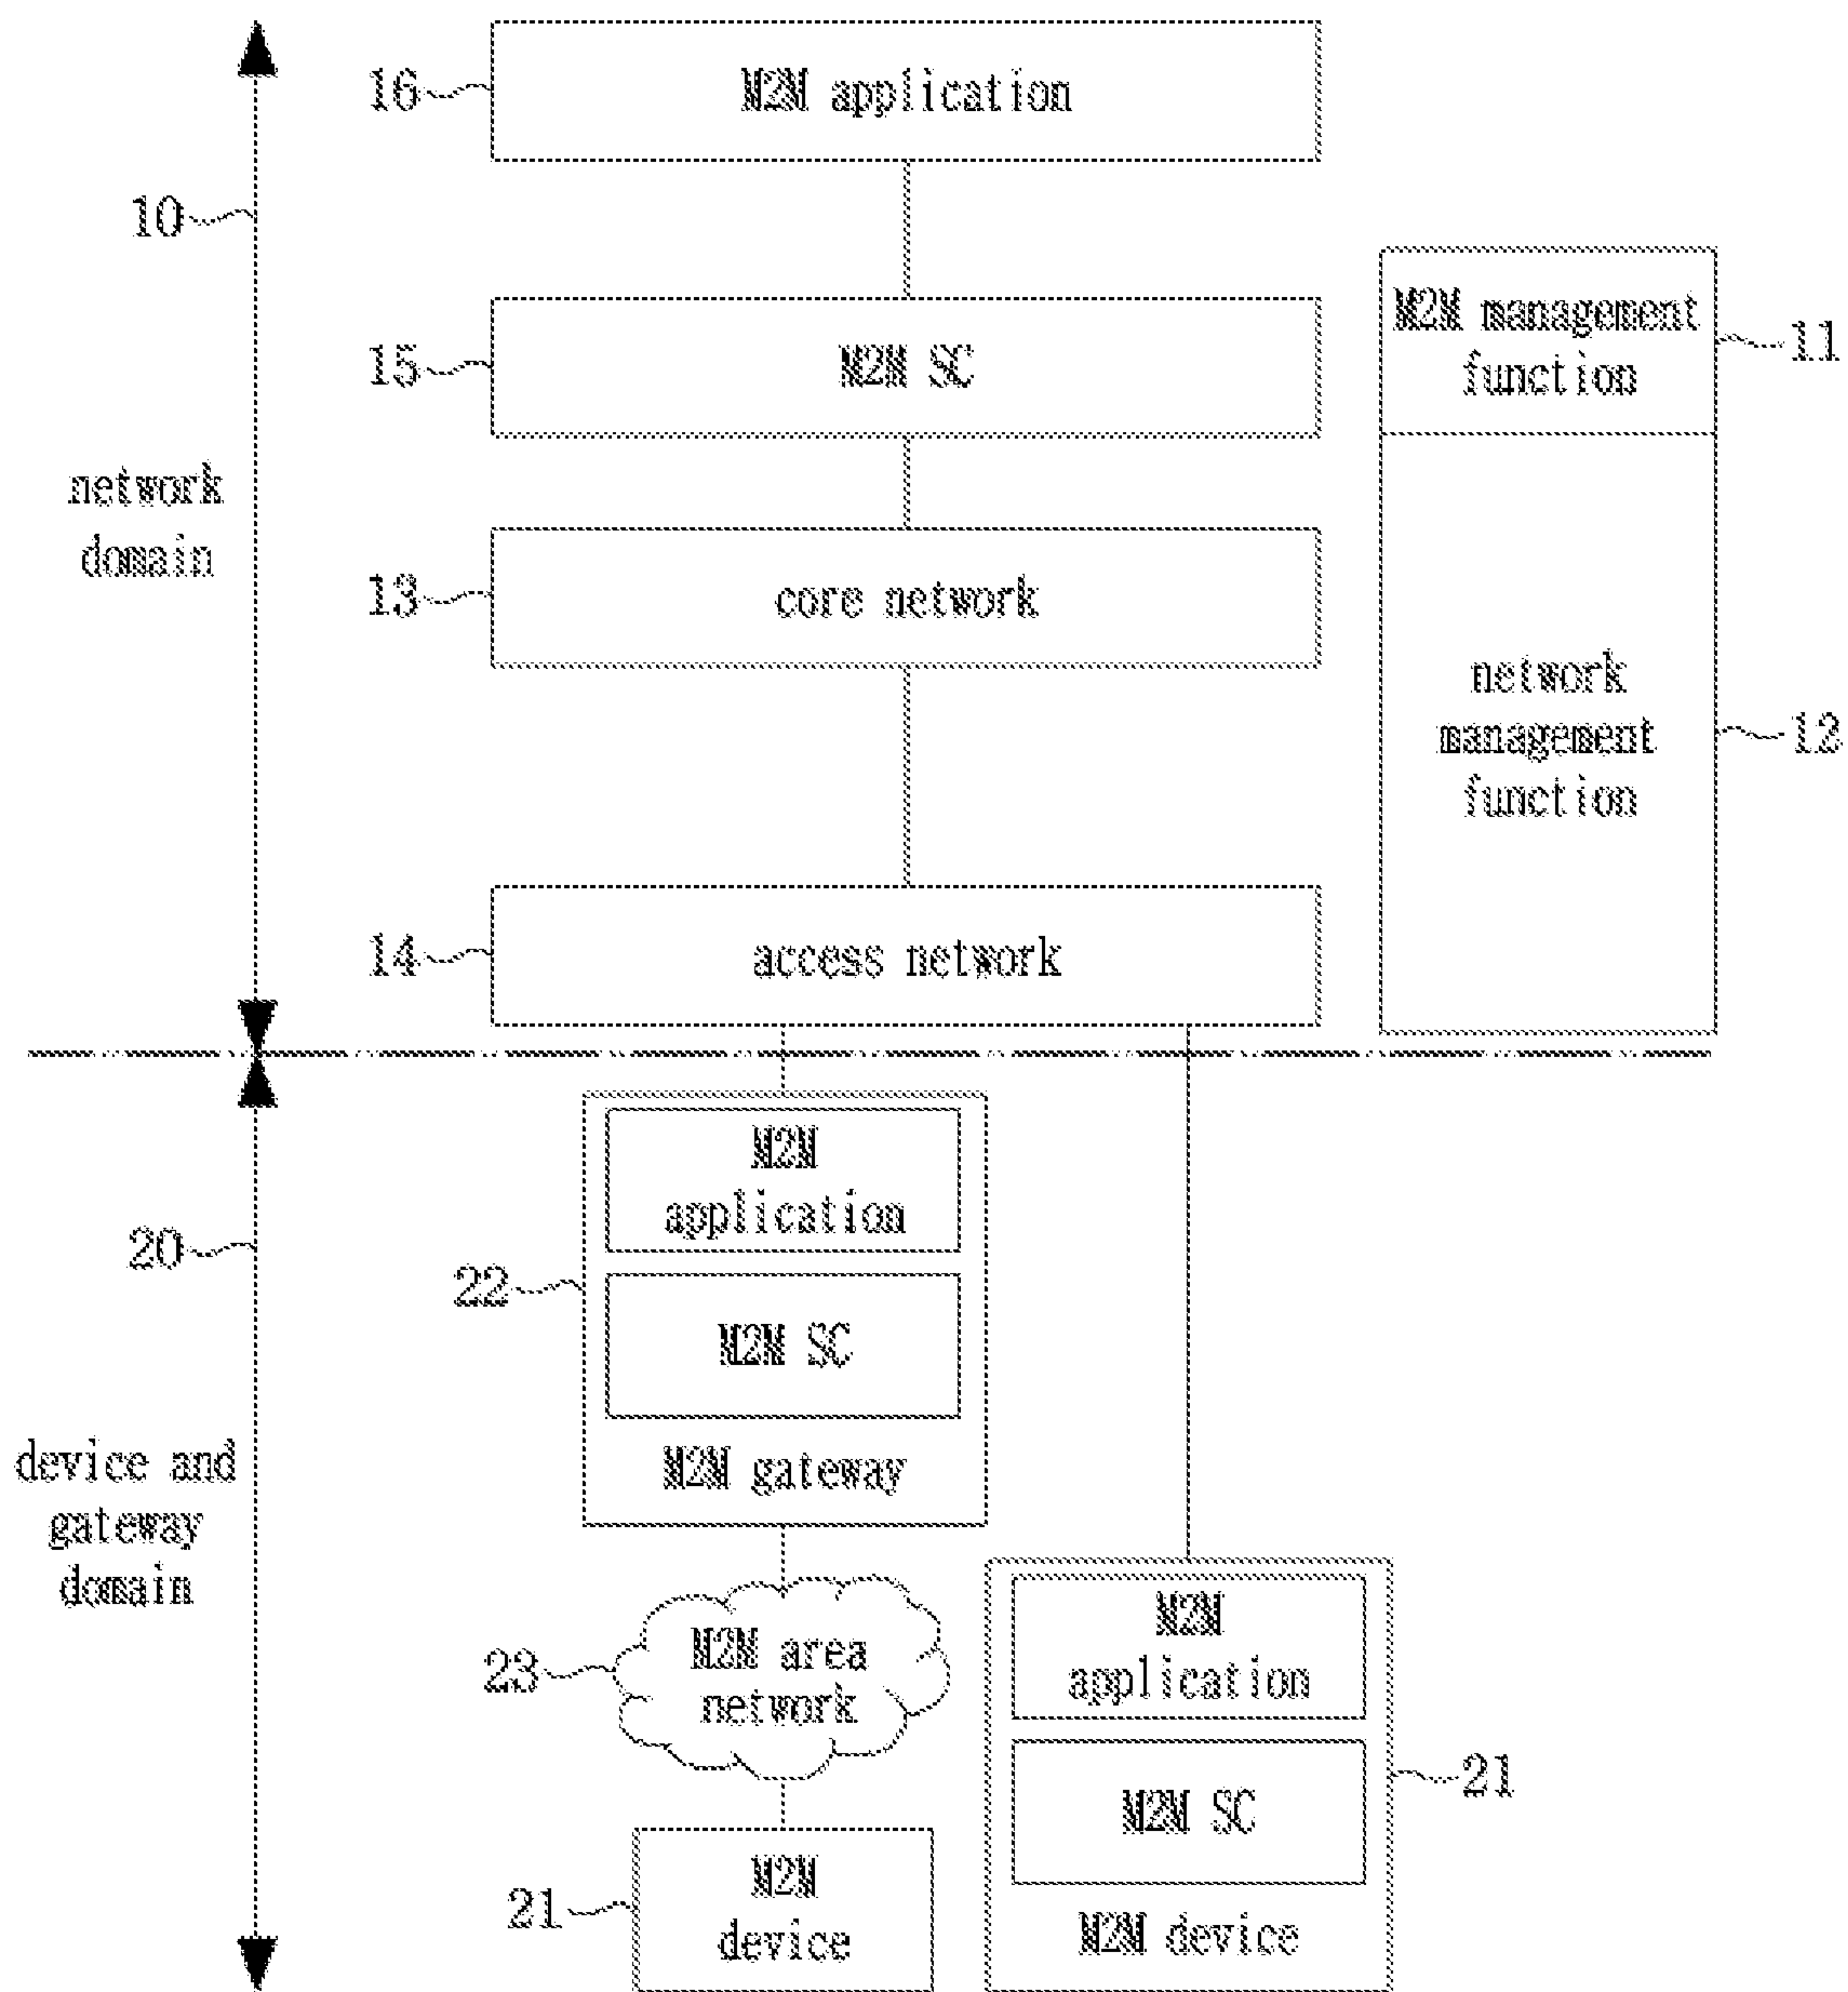 16
M2M application
10
M2M management
function
11
15
M2M SC
network
domain
13
core network
network
management
function
12
14
access network
M2M
application
20
22
M2M SC
M2M gateway
device and
gateway
domain
23
M2M area
network
M2M
application
M2M SC
21
M2M device
21
M2M
device